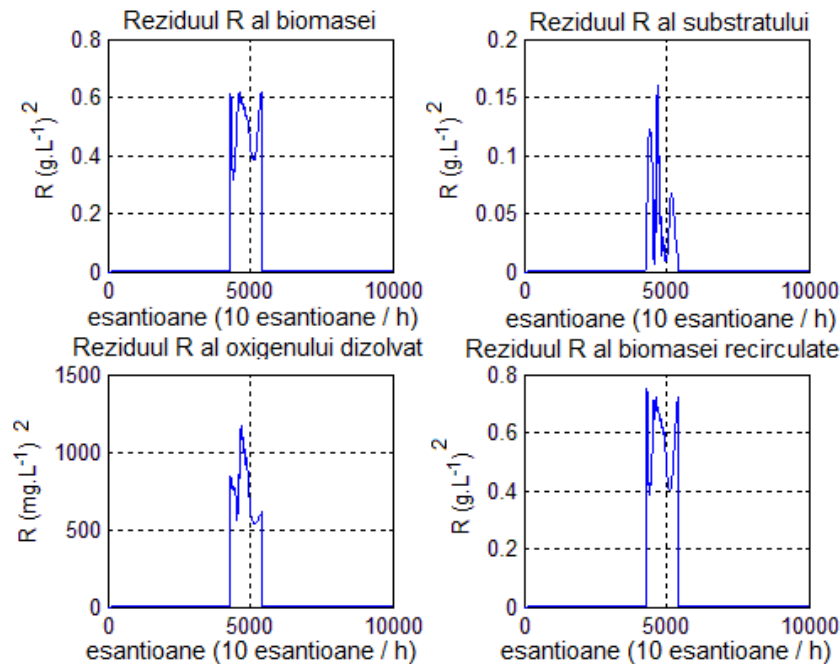 Reziduul R al biomasei
0.8
0.6
0.4
0.2
0
R (g.L⁻¹) ²
0 5000 10000
esantioane (10 esantioane / h)
Reziduul R al substratului
0.2
0.15
0.1
0.05
0
R (g.L⁻¹) ²
0 5000 10000
esantioane (10 esantioane / h)
Reziduul R al oxigenului dizolvat
1500
1000
500
0
R (mg.L⁻¹) ²
0 5000 10000
esantioane (10 esantioane / h)
Reziduul R al biomasei recirculate
0.8
0.6
0.4
0.2
0
R (g.L⁻¹) ²
0 5000 10000
esantioane (10 esantioane / h)